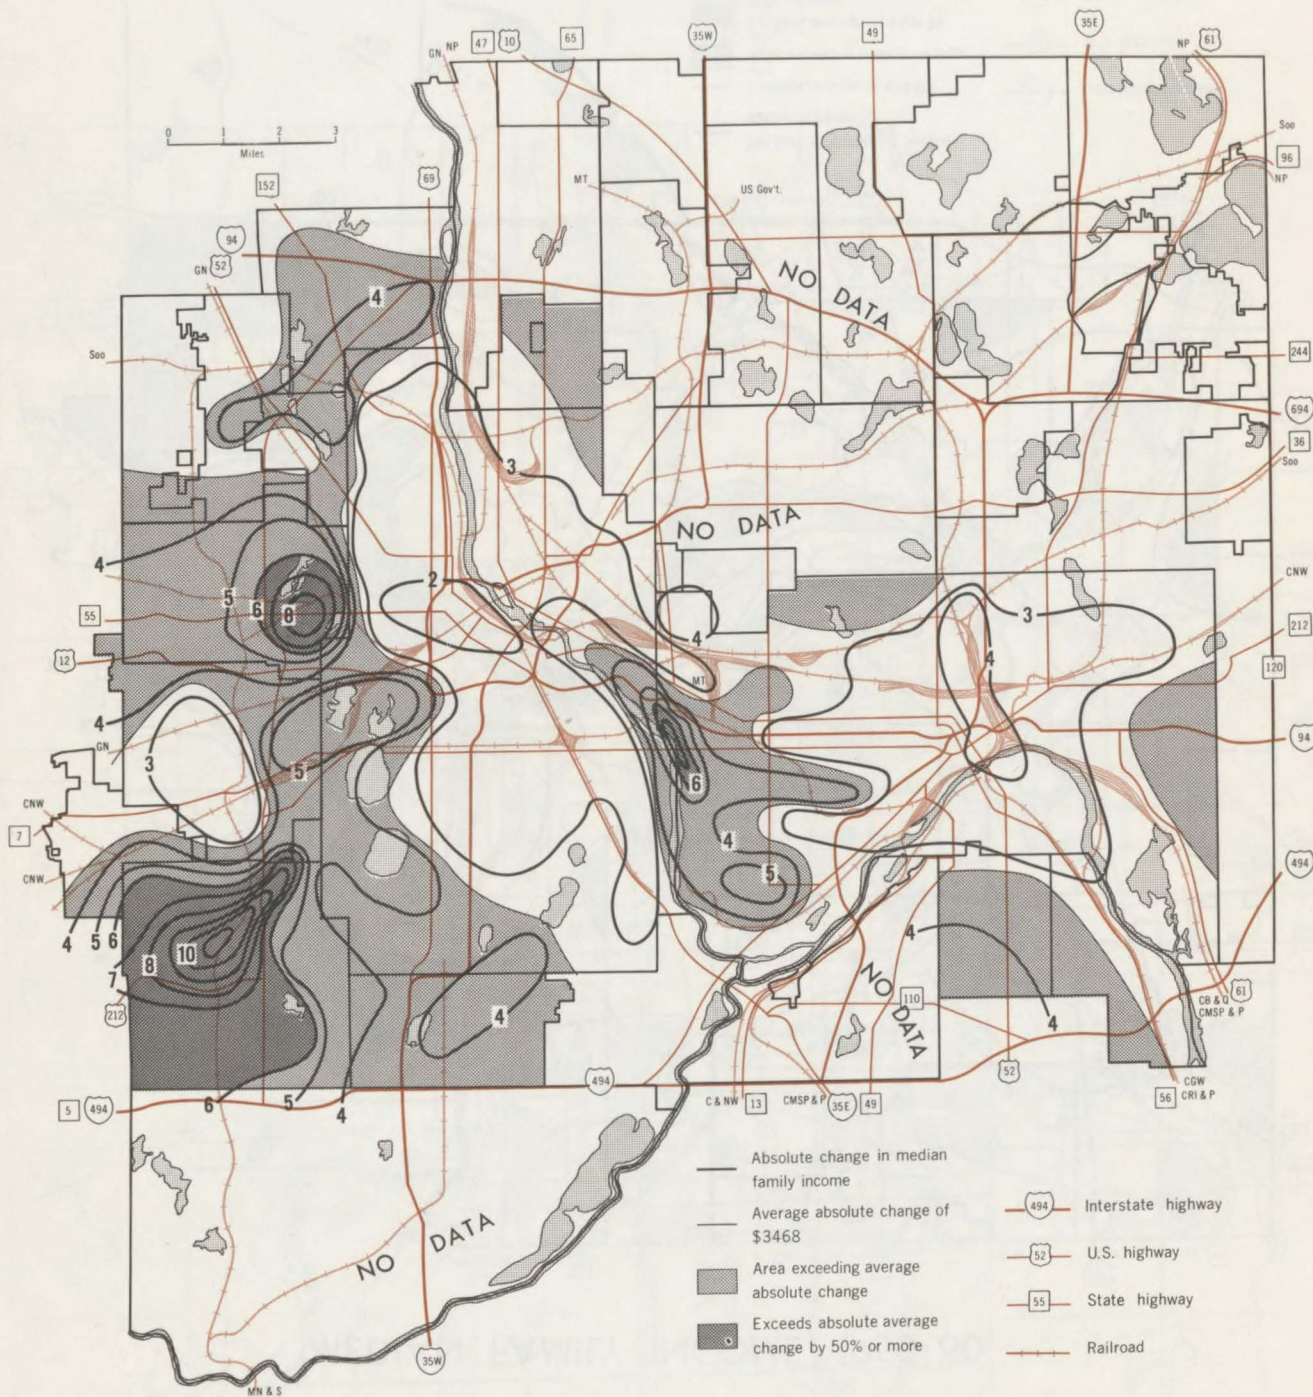 GN
NP
47
10
65
35W
49
35E
NP
61
0 1 2 3
Miles
Soo
96
NP
152
69
MT
US Gov't.
94
52
GN
NO DATA
4
Soo
244
694
3
36
Soo
NO DATA
4
5
6
8
2
CNW
55
3
212
4
4
12
120
MT
4
GN
3
5
94
6
CNW
7
4
5
494
CNW
4 5 6
10
8
7
4
212
4
NO DATA
110
4
61
CB & Q
CMSP & P
52
5 494
6
5
4
494
C & NW
13
CMSP & P
35E
49
56
CGW
CRI & P
NO DATA
35W
MN & S
Absolute change in median
family income
Average absolute change of
$3468
Area exceeding average
absolute change
Exceeds absolute average
change by 50% or more
494 Interstate highway
52 U.S. highway
55 State highway
Railroad